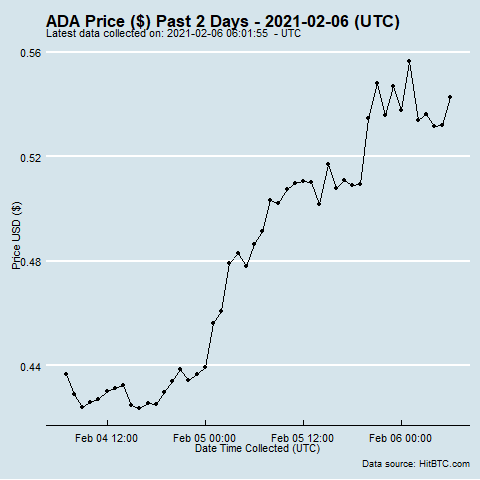 ADA Price ($) Past 2 Days - 2021-02-06 (UTC)
Latest data collected on: 2021-02-06 06:01:55  - UTC
0.56
0.52
0.48
0.44
Price USD ($)
Feb 04 12:00
Feb 05 00:00
Feb 05 12:00
Feb 06 00:00
Date Time Collected (UTC)
Data source: HitBTC.com